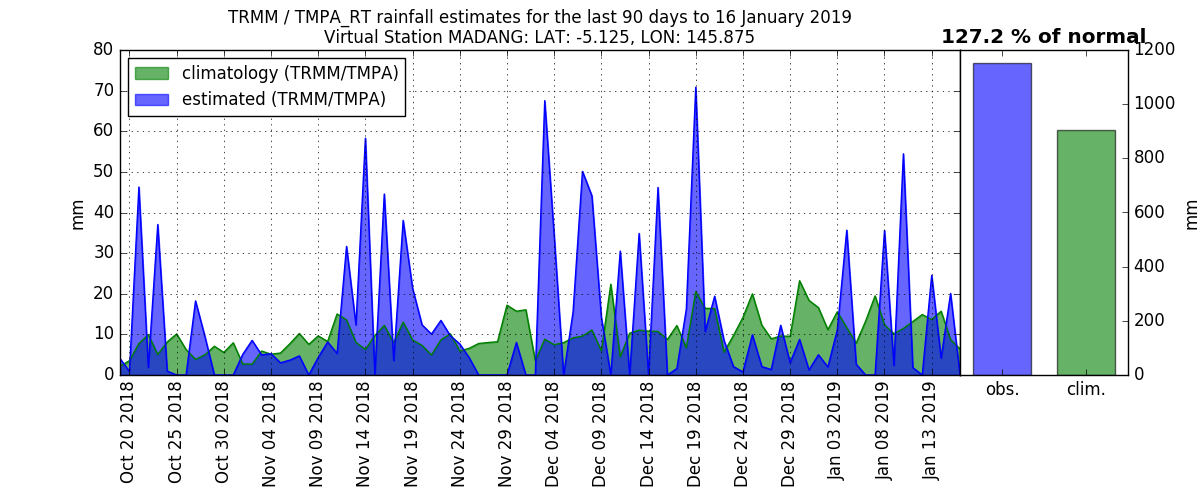 TRMM / TMPA_RT rainfall estimates for the last 90 days to 16 January 2019
Virtual Station MADANG: LAT: -5.125, LON: 145.875
127.2 % of normal
climatology (TRMM/TMPA)
estimated (TRMM/TMPA)
mm
80
70
60
50
40
30
20
10
0
Oct 20 2018
Oct 25 2018
Oct 30 2018
Nov 04 2018
Nov 09 2018
Nov 14 2018
Nov 19 2018
Nov 24 2018
Nov 29 2018
Dec 04 2018
Dec 09 2018
Dec 14 2018
Dec 19 2018
Dec 24 2018
Dec 29 2018
Jan 03 2019
Jan 08 2019
Jan 13 2019
obs.
clim.
1200
1000
800
600
400
200
0
mm